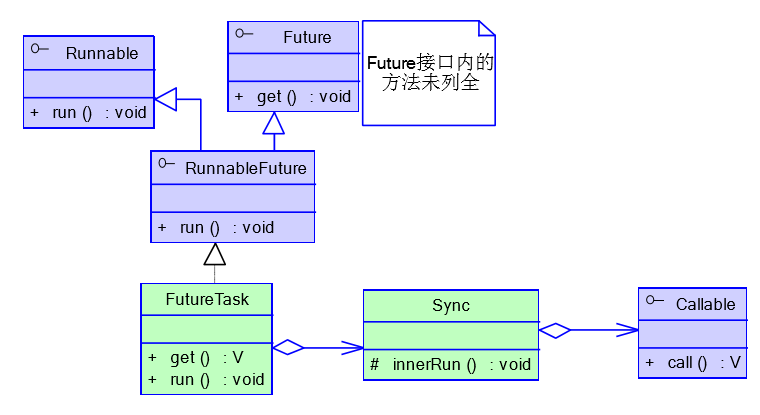 Runnable
+ run () : void
Future
+ get () : void
Future接口内的
方法未列全
RunnableFuture
+ run () : void
FutureTask
+ get () : V
+ run () : void
Sync
# innerRun () : void
Callable
+ call () : V